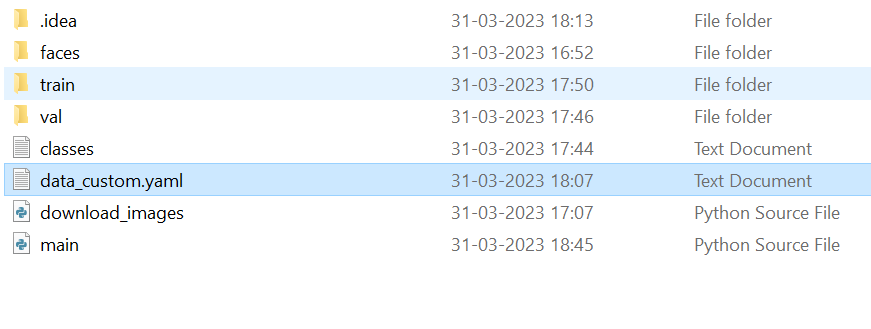 .idea 31-03-2023 18:13 File folder
faces 31-03-2023 16:52 File folder
train 31-03-2023 17:50 File folder
val 31-03-2023 17:46 File folder
classes 31-03-2023 17:44 Text Document
data_custom.yaml 31-03-2023 18:07 Text Document
download_images 31-03-2023 17:07 Python Source File
main 31-03-2023 18:45 Python Source File